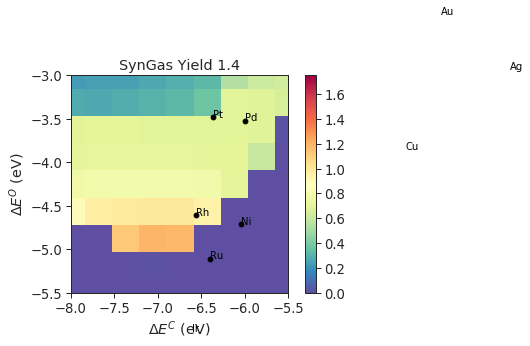 Au
Ag
SynGas Yield 1.4
−3.0
−3.5
−4.0
−4.5
−5.0
−5.5
ΔE^O (eV)
Pt
Pd
Cu
Rh
Ni
Ru
1.6
1.4
1.2
1.0
0.8
0.6
0.4
0.2
0.0
−8.0
−7.5
−7.0
−6.5
−6.0
−5.5
ΔE^C (eV)
Ir